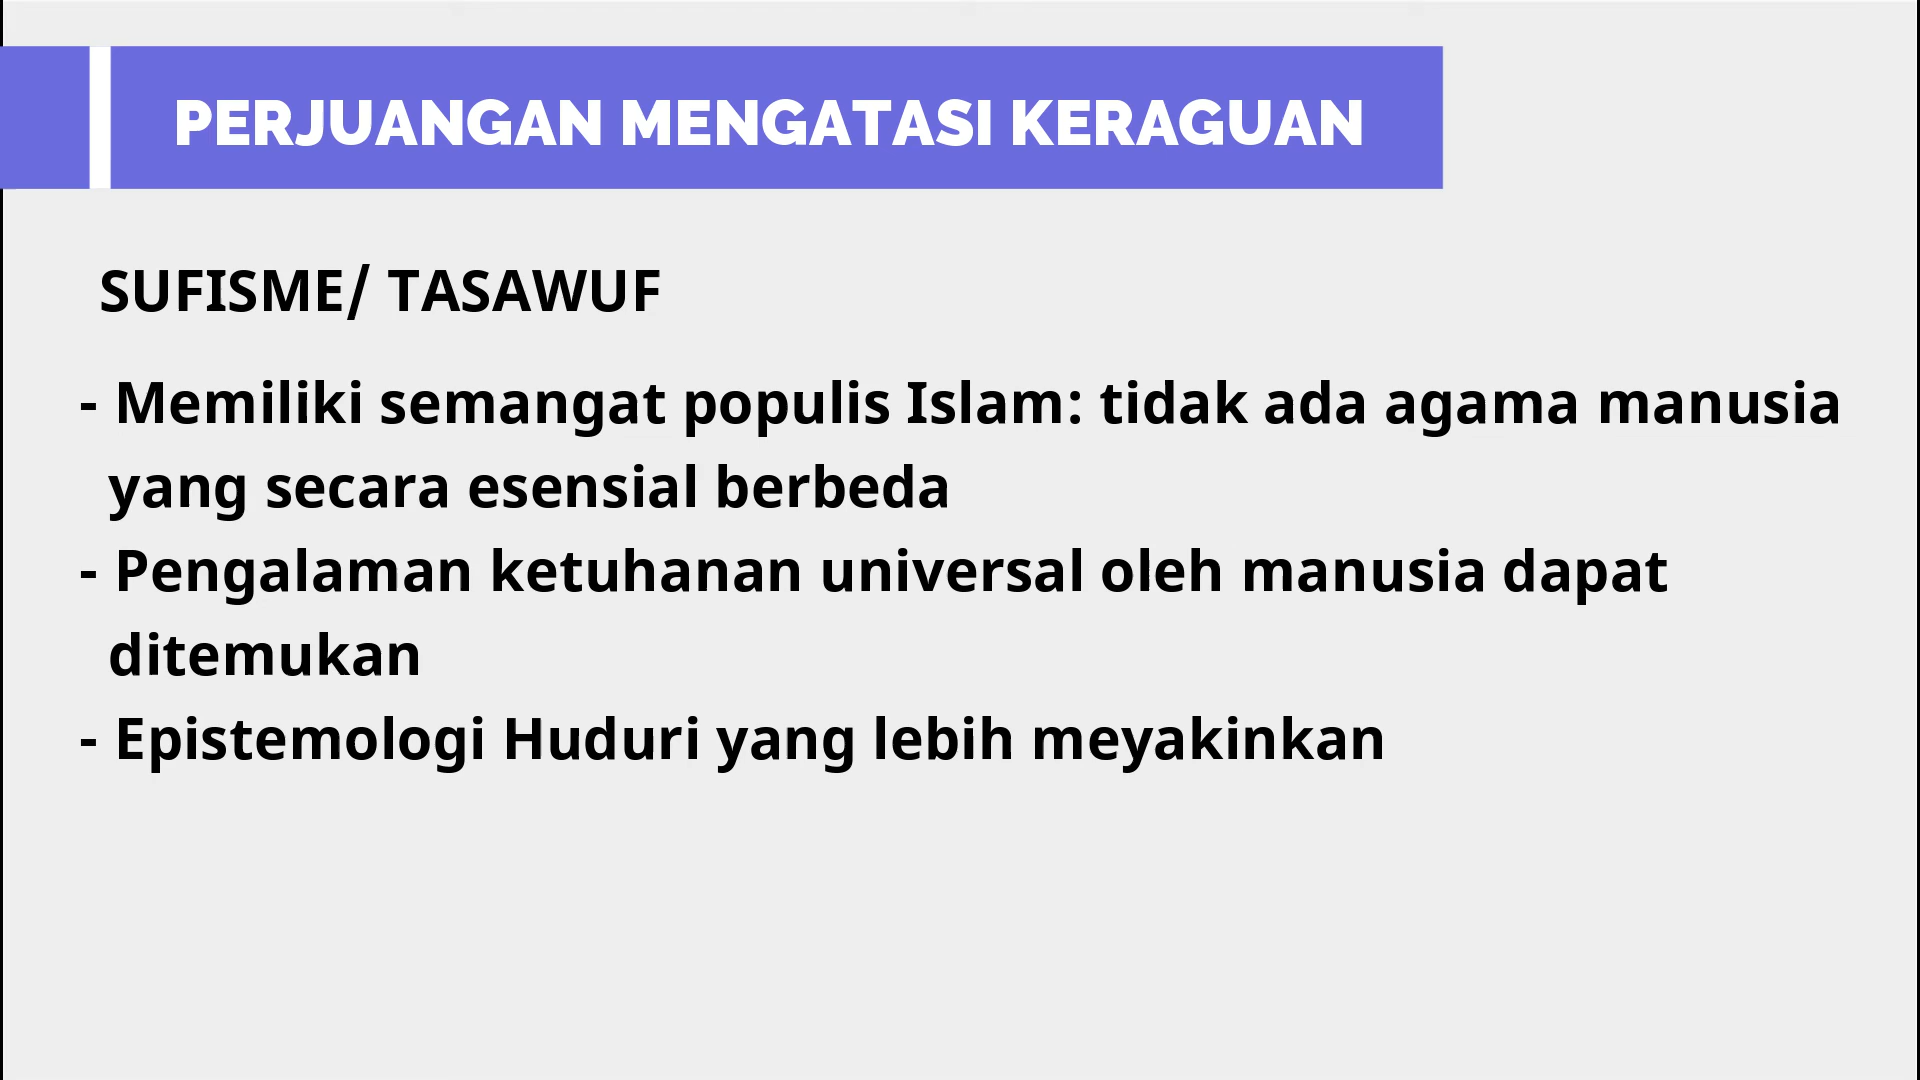 PERJUANGAN MENGATASI KERAGUAN
SUFISME/ TASAWUF
- Memiliki semangat populis Islam: tidak ada agama manusia
yang secara esensial berbeda
- Pengalaman ketuhanan universal oleh manusia dapat
ditemukan
- Epistemologi Huduri yang lebih meyakinkan